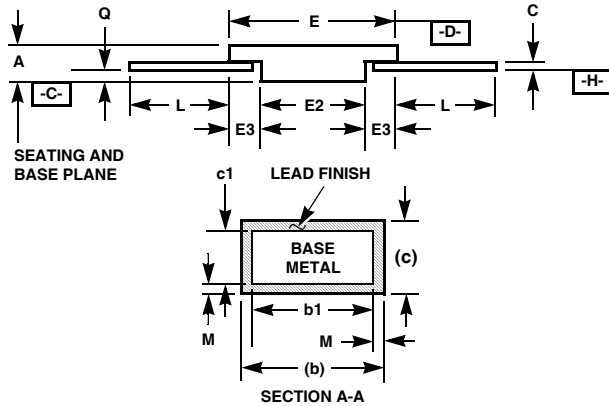 Q
E
-D-
C
A
-C-
-H-
L
E2
L
E3
E3
SEATING AND
BASE PLANE
c1
LEAD FINISH
BASE
METAL
(c)
b1
M
M
(b)
SECTION A-A